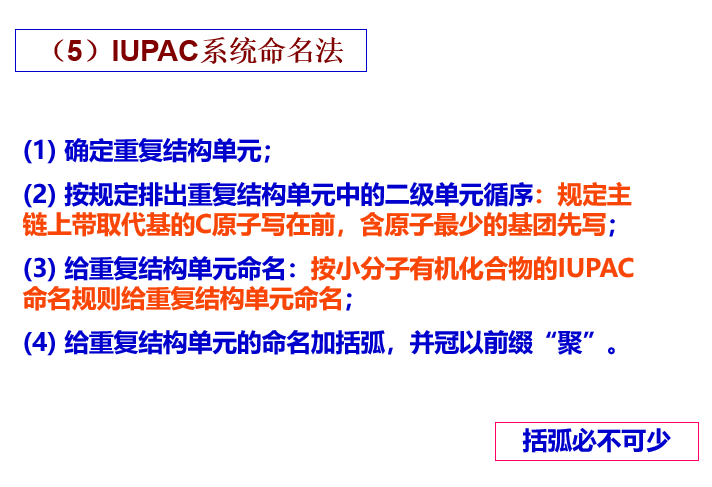 （5）IUPAC系统命名法
(1) 确定重复结构单元；
(2) 按规定排出重复结构单元中的二级单元循序：规定主
链上带取代基的C原子写在前，含原子最少的基团先写；
(3) 给重复结构单元命名：按小分子有机化合物的IUPAC
命名规则给重复结构单元命名；
(4) 给重复结构单元的命名加括弧，并冠以前缀“聚”。
括弧必不可少